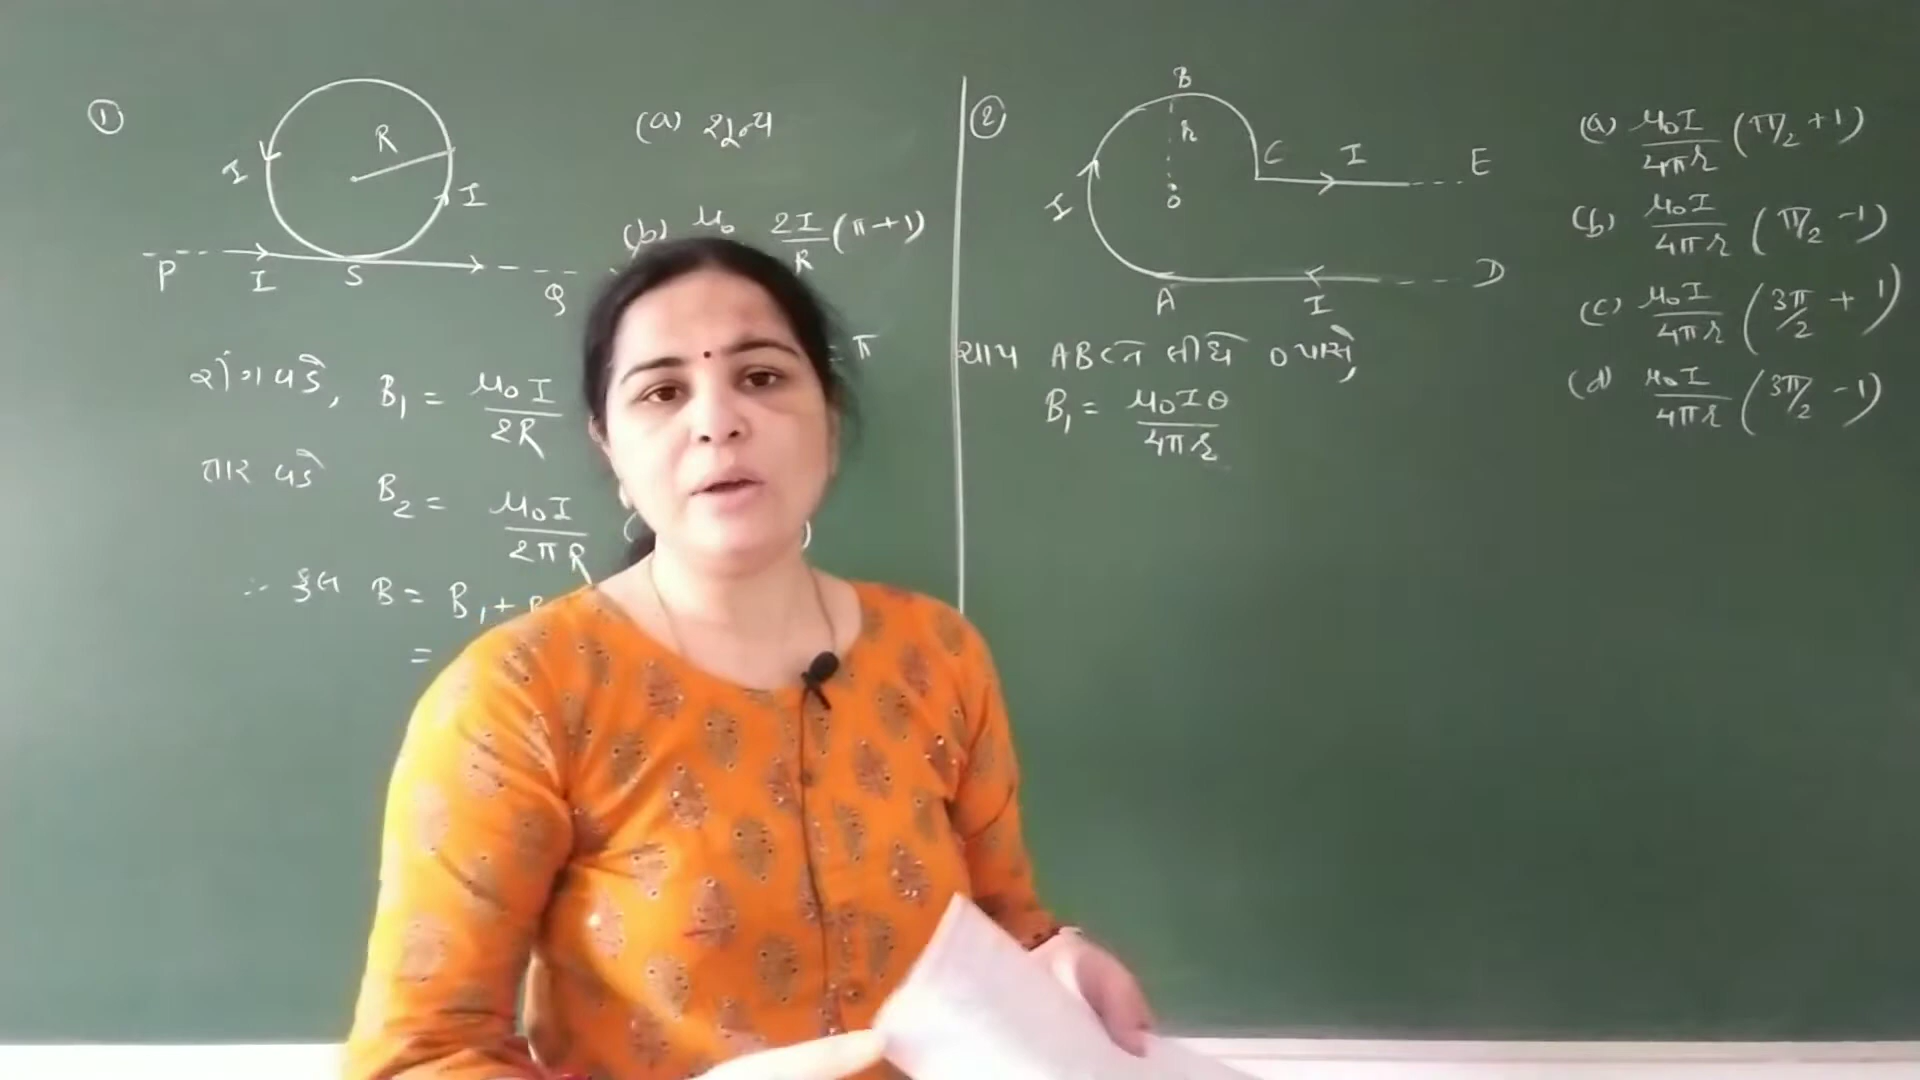 ①
R
I
I
P
I
S
Q
(a) શૂન્ય
(b) μ₀ 2I/R (π+1)
= π
રીંગ વડે, B₁ = μ₀I/2R
તાર વડે B₂ = μ₀I/2πR
∴ કુલ B = B₁ +
=
②
B
r
O
C
I
E
I
A
I
D
ચાપ ABC ને લીધે O પાસે,
B₁ = μ₀Iθ/4πr
(a) μ₀I/4πr (π/2 + 1)
(b) μ₀I/4πr (π/2 - 1)
(c) μ₀I/4πr (3π/2 + 1)
(d) μ₀I/4πr (3π/2 - 1)